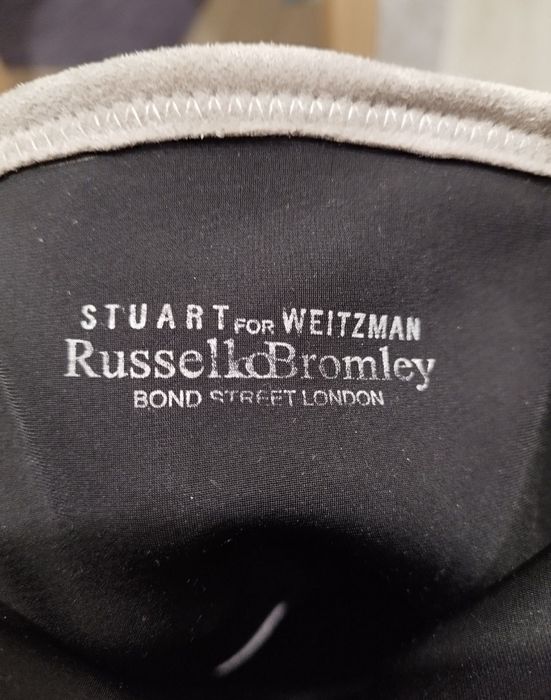 STUART FOR WEITZMAN
Russell & Bromley
BOND STREET LONDON